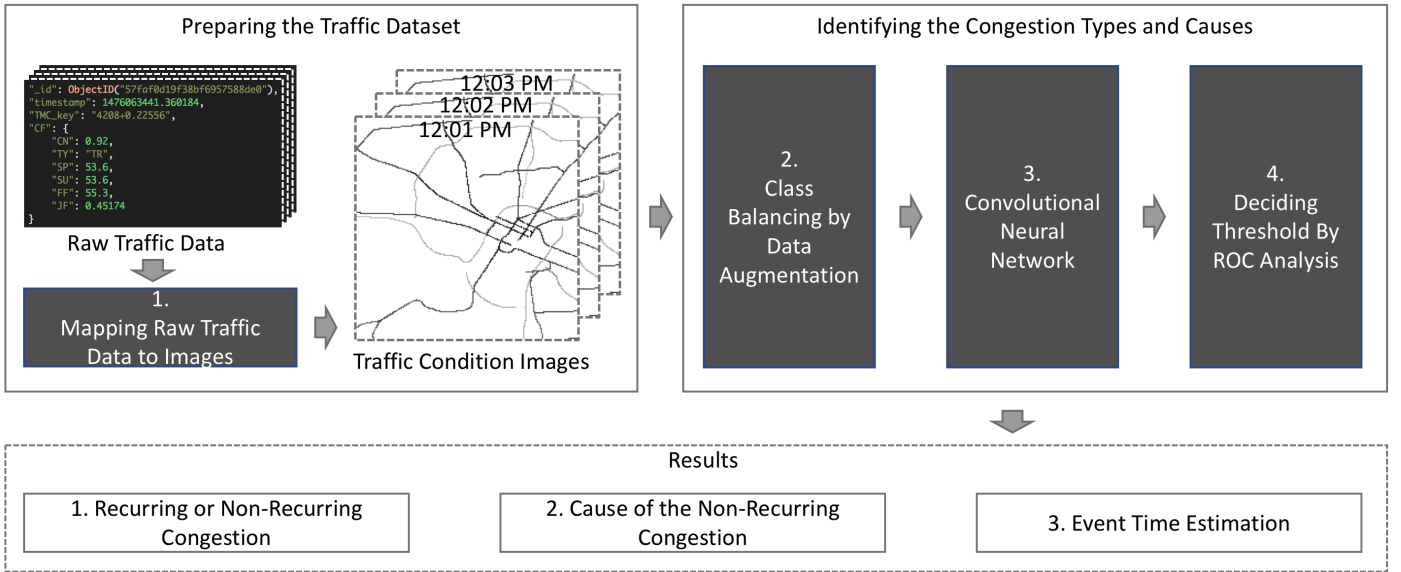 Preparing the Traffic Dataset
"_id": ObjectID("57faf0d19f38bf6957588de0"),
"timestamp": 1476063441.360184,
"TMC_key": "4208+0.22556",
"CF": {
"CN": 0.92,
"TY": "TR",
"SP": 53.6,
"SU": 53.6,
"FF": 55.3,
"JF": 0.45174
}
Raw Traffic Data
1.
Mapping Raw Traffic
Data to Images
12:03 PM
12:02 PM
12:01 PM
Traffic Condition Images
Identifying the Congestion Types and Causes
2.
Class
Balancing by
Data
Augmentation
3.
Convolutional
Neural
Network
4.
Deciding
Threshold By
ROC Analysis
Results
1. Recurring or Non-Recurring
Congestion
2. Cause of the Non-Recurring
Congestion
3. Event Time Estimation